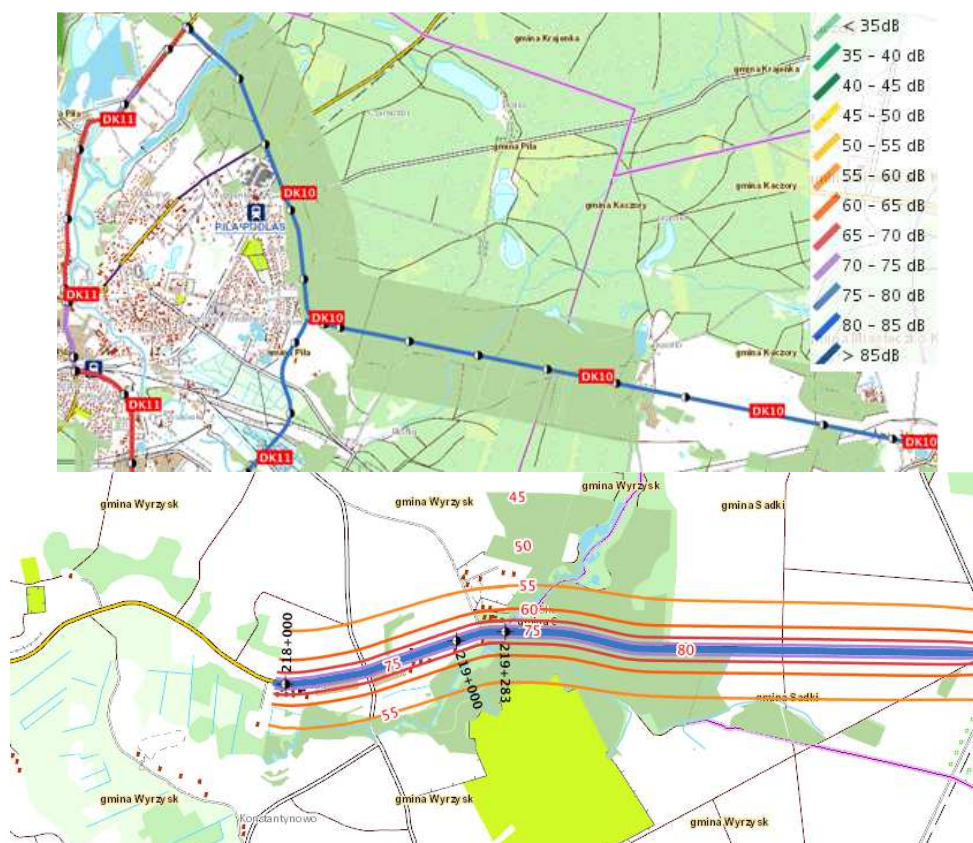 gmina Krajenka
< 35dB
35 - 40 dB
40 - 45 dB
45 - 50 dB
50 - 55 dB
55 - 60 dB
60 - 65 dB
65 - 70 dB
70 - 75 dB
75 - 80 dB
80 - 85 dB
> 85dB
gmina Krajenka
DK11
gmina Piła
gmina Kaczory
DK10
gmina Kaczory
PIŁA PODLAS
DK11
DK10
gmina Kaczory
DK10
DK11
DK10
DK10
DK11
gmina Wyrzysk
gmina Wyrzysk
45
gmina Wyrzysk
gmina Sadki
50
55
60
75
218+000
75
219+000
219+283
80
55
gmina Sadki
gmina Wyrzysk
gmina Wyrzysk
Konstantynowo
gmina Wyrzysk